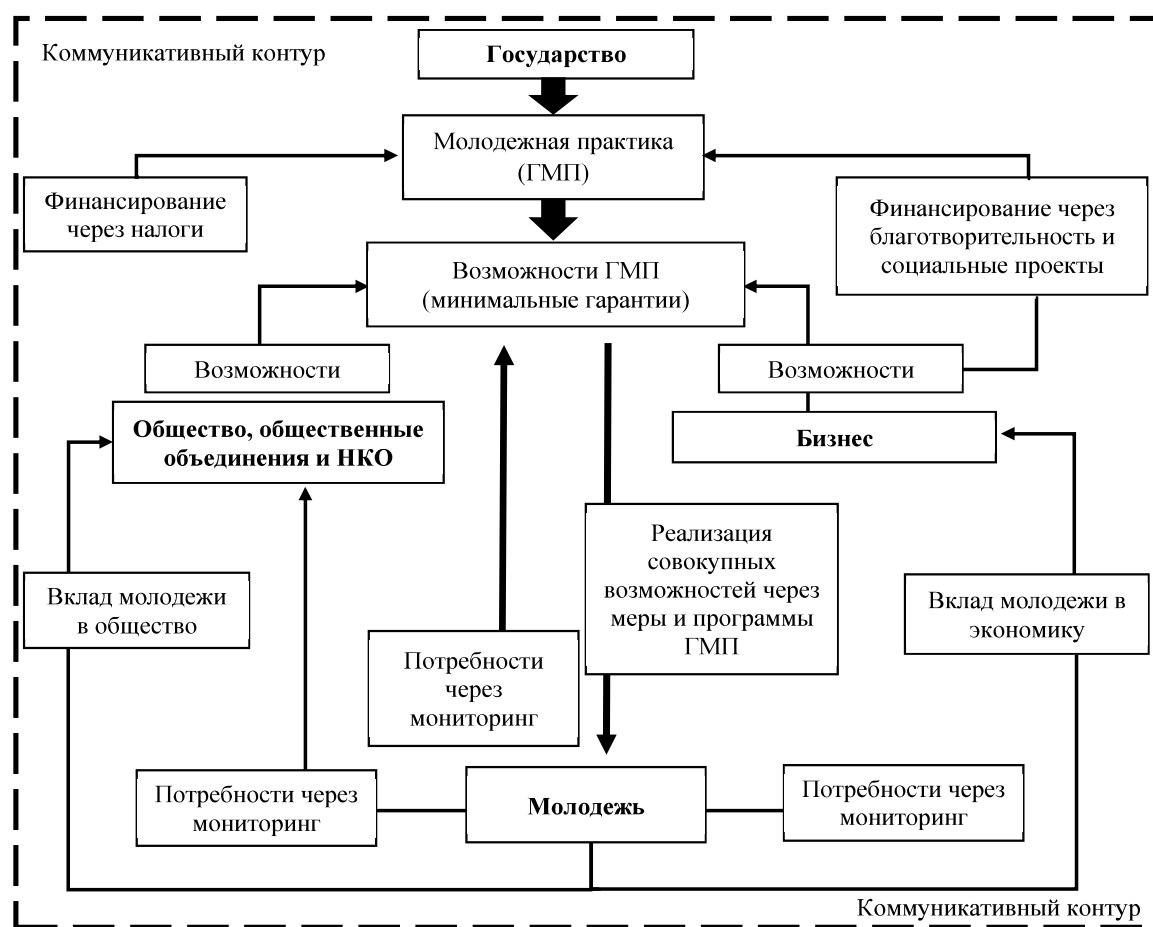 Коммуникативный контур
Государство
Молодежная практика
(ГМП)
Финансирование
через налоги
Финансирование через
благотворительность и
социальные проекты
Возможности ГМП
(минимальные гарантии)
Возможности
Возможности
Общество, общественные
объединения и НКО
Бизнес
Реализация
совокупных
возможностей через
меры и программы
ГМП
Вклад молодежи
в общество
Вклад молодежи в
экономику
Потребности
через
мониторинг
Потребности через
мониторинг
Молодежь
Потребности через
мониторинг
Коммуникативный контур